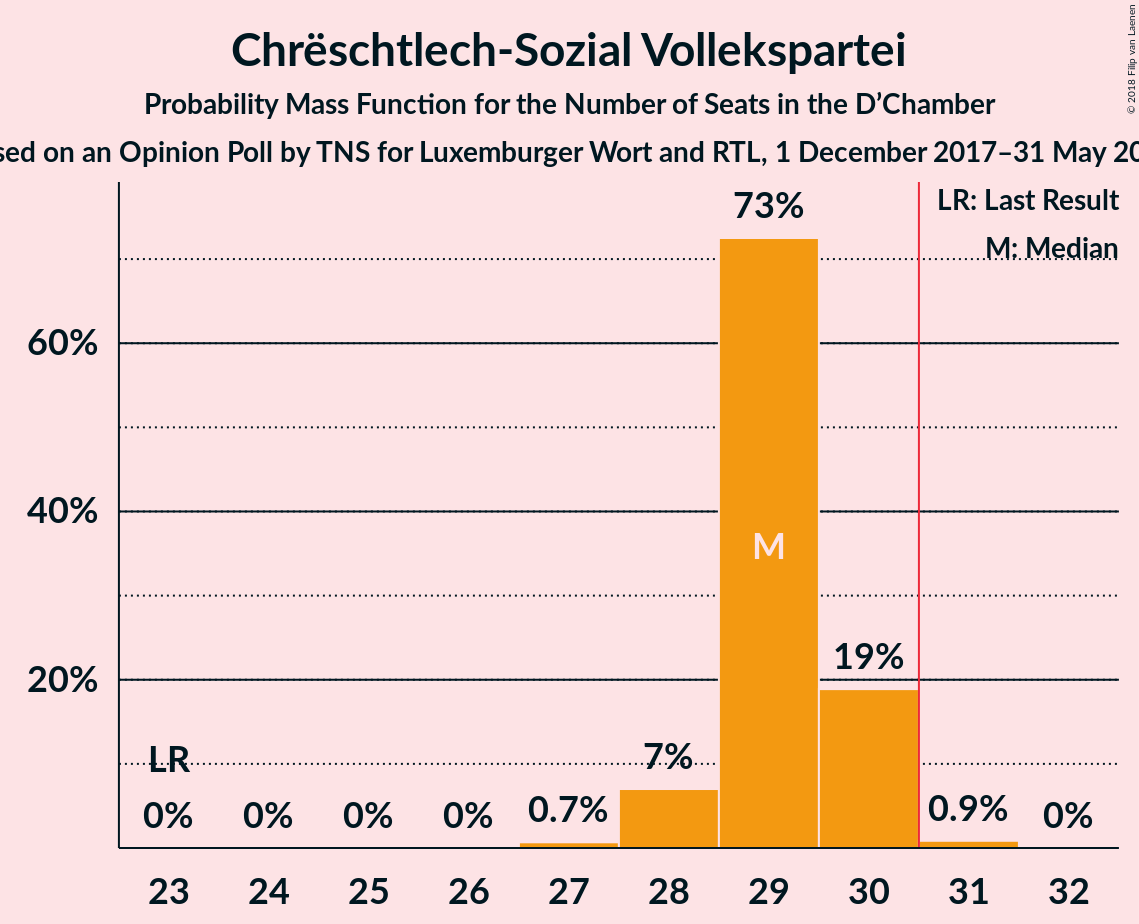 Chrëschtlech-Sozial Vollekspartei
Probability Mass Function for the Number of Seats in the D’Chamber
sed on an Opinion Poll by TNS for Luxemburger Wort and RTL, 1 December 2017–31 May 20
© 2018 Filip van Laenen
LR: Last Result
M: Median
73%
60%
40%
M
19%
20%
LR
7%
0% 0% 0% 0% 0.7% 0.9% 0%
23 24 25 26 27 28 29 30 31 32